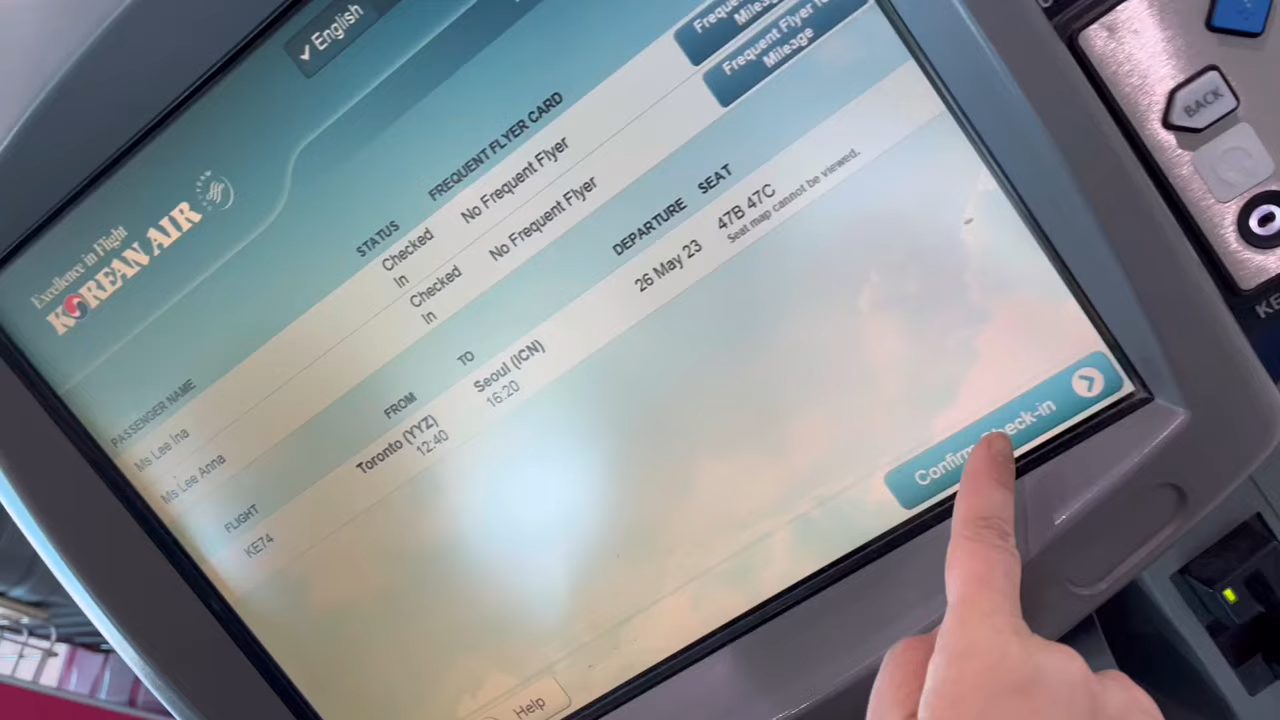 ✓ English
Excellence in Flight
KOREAN AIR
PASSENGER NAME STATUS FREQUENT FLYER CARD
Ms Lee Ina Checked In No Frequent Flyer
Mileage
Ms Lee Anna Checked In No Frequent Flyer
Frequent Flyer
Mileage
FLIGHT FROM TO DEPARTURE SEAT
KE74 Toronto (YYZ) Seoul (ICN) 26 May 23 47B 47C
12:40 16:20 Seat map cannot be viewed.
Confirm Check-in
Help
BACK